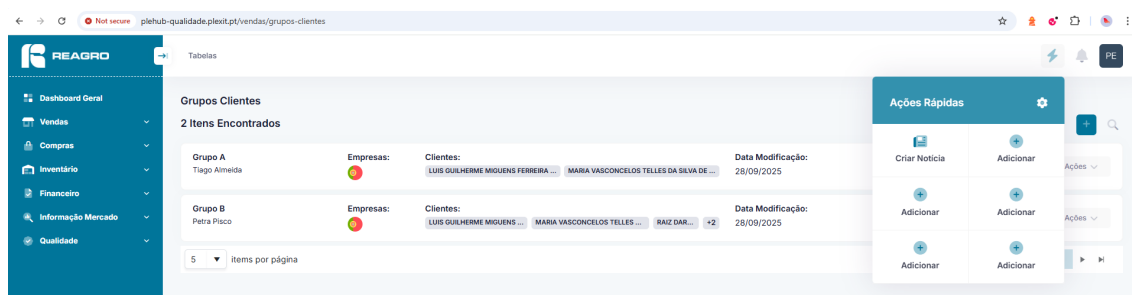 Not secure plehub-qualidade.plexit.pt/vendas/grupos-clientes
REAGRO
Tabelas
PE
Dashboard Geral
Vendas
Compras
Inventário
Financeiro
Informação Mercado
Qualidade
Grupos Clientes
2 Itens Encontrados
Grupo A
Tiago Almeida
Empresas:
Clientes:
LUIS GUILHERME MIGUENS FERREIRA ... MARIA VASCONCELOS TELLES DA SILVA DE ...
Data Modificação:
28/09/2025
Ações
Grupo B
Petra Pisco
Empresas:
Clientes:
LUIS GUILHERME MIGUENS ... MARIA VASCONCELOS TELLES ... RAIZ DAR... +2
Data Modificação:
28/09/2025
Ações
5 items por página
Ações Rápidas
Criar Notícia
Adicionar
Adicionar
Adicionar
Adicionar
Adicionar